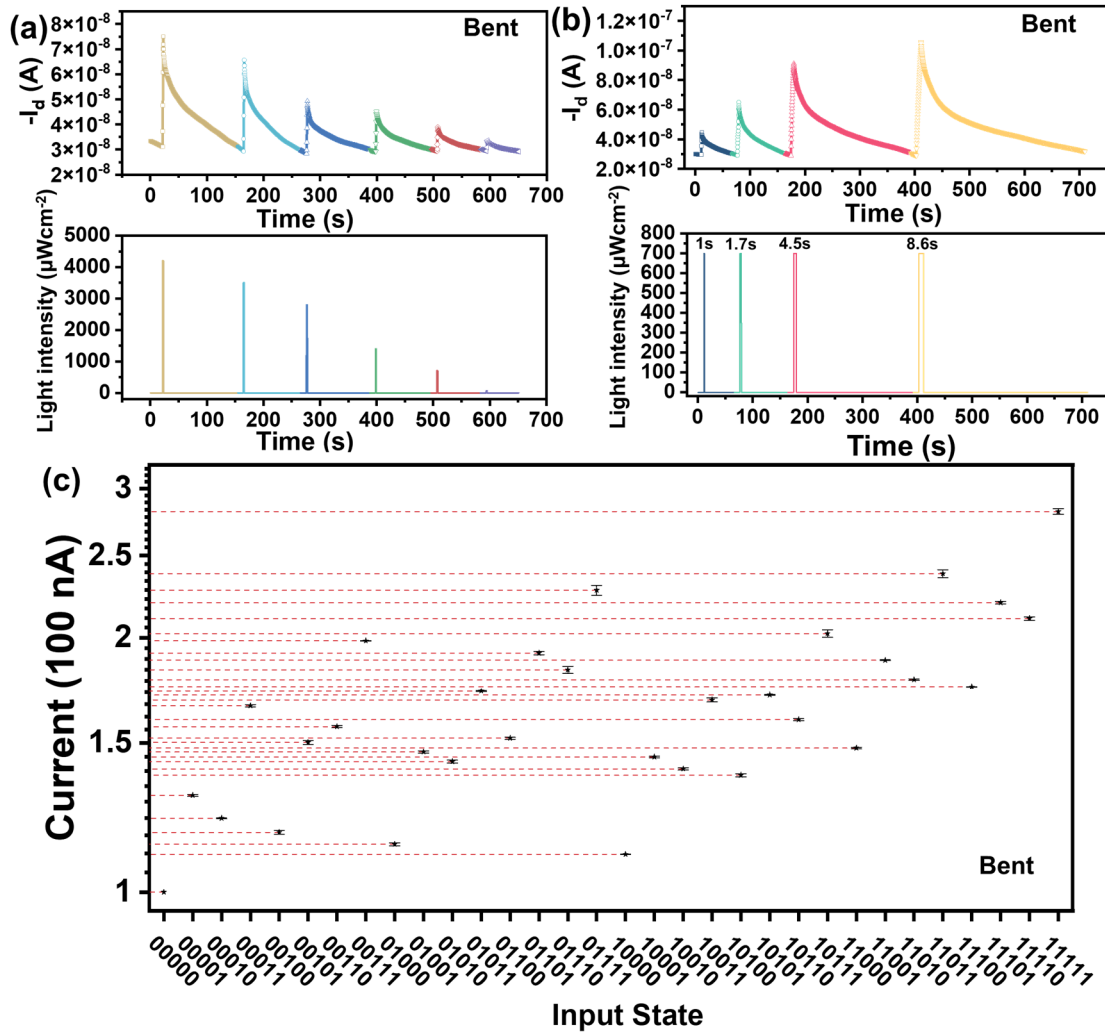 (a)
Bent
8×10-8
7×10-8
6×10-8
5×10-8
4×10-8
3×10-8
2×10-8
-Id (A)
0 100 200 300 400 500 600 700
Time (s)
5000
4000
3000
2000
1000
0
Light intensity (μWcm-2)
0 100 200 300 400 500 600 700
Time (s)
(b)
Bent
1.2×10-7
1.0×10-7
8.0×10-8
6.0×10-8
4.0×10-8
2.0×10-8
-Id (A)
0 100 200 300 400 500 600 700
Time (s)
1s 1.7s 4.5s 8.6s
800
700
600
500
400
300
200
100
0
Light intensity (μWcm-2)
0 100 200 300 400 500 600 700
Time (s)
(c)
3
2.5
2
1.5
1
Current (100 nA)
Bent
00000 00001 00010 00011 00100 00101 00110 00111 01000 01001 01010 01011 01100 01101 01110 01111 10000 10001 10010 10011 10100 10101 10110 10111 11000 11001 11010 11011 11100 11101 11110 11111
Input State